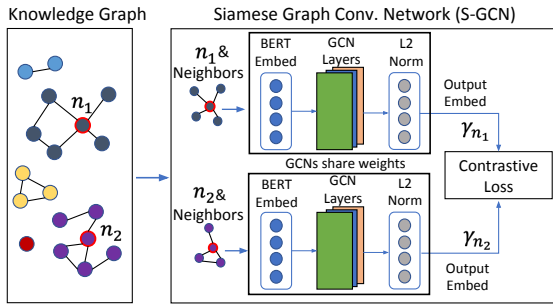 Knowledge Graph
Siamese Graph Conv. Network (S-GCN)
n₁
n₂
n₁ &
Neighbors
BERT
Embed
GCN
Layers
L2
Norm
Output
Embed
γn₁
GCNs share weights
Contrastive
Loss
n₂ &
Neighbors
BERT
Embed
GCN
Layers
L2
Norm
γn₂
Output
Embed